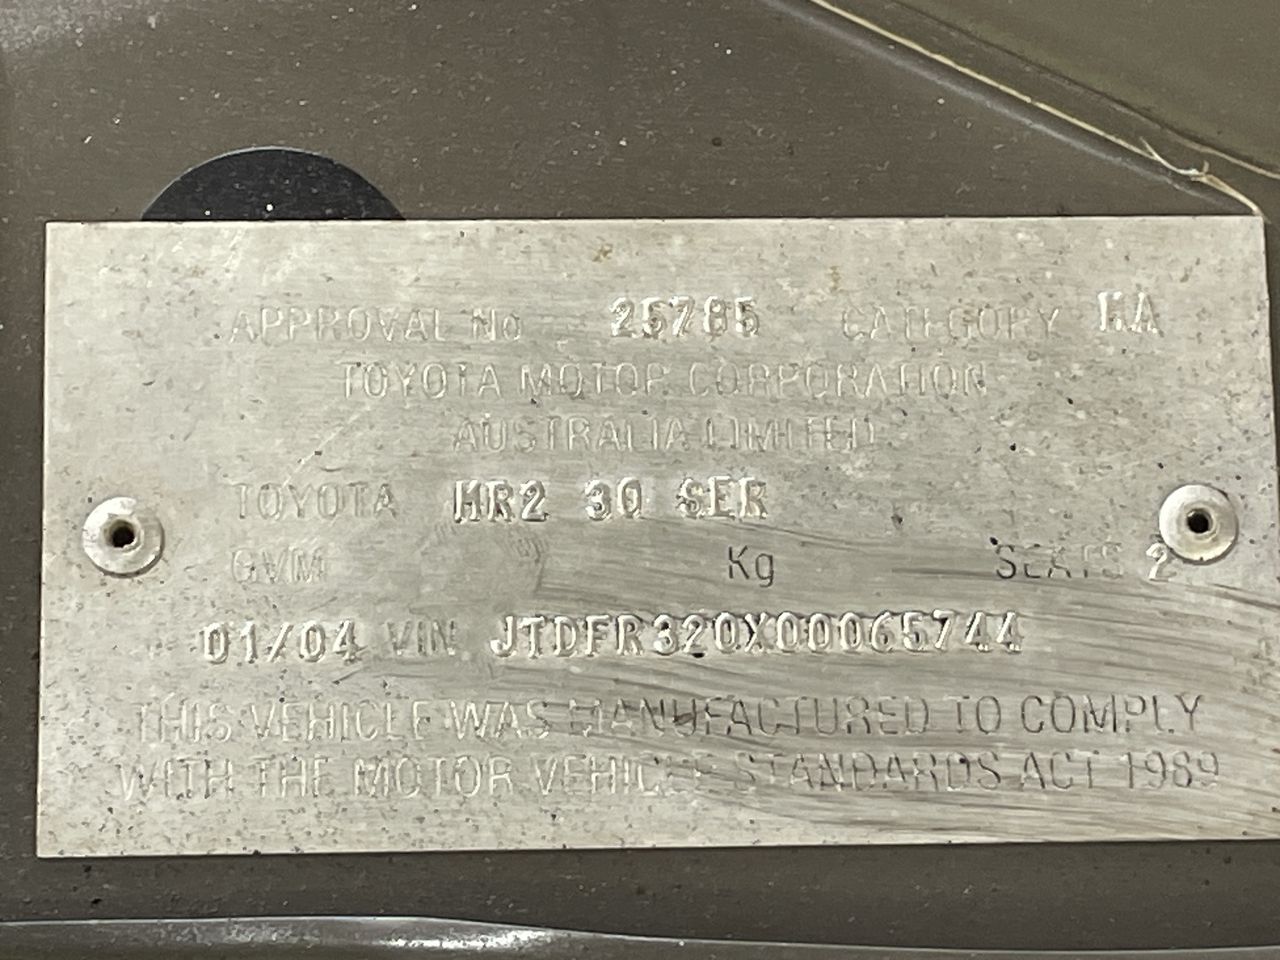 APPROVAL No 25785 CATEGORY MA
TOYOTA MOTOR CORPORATION
AUSTRALIA LIMITED
TOYOTA MR2 30 SER
GVM Kg SEATS 2
01/04 VIN JTDFR320X00065744
THIS VEHICLE WAS MANUFACTURED TO COMPLY
WITH THE MOTOR VEHICLE STANDARDS ACT 1989